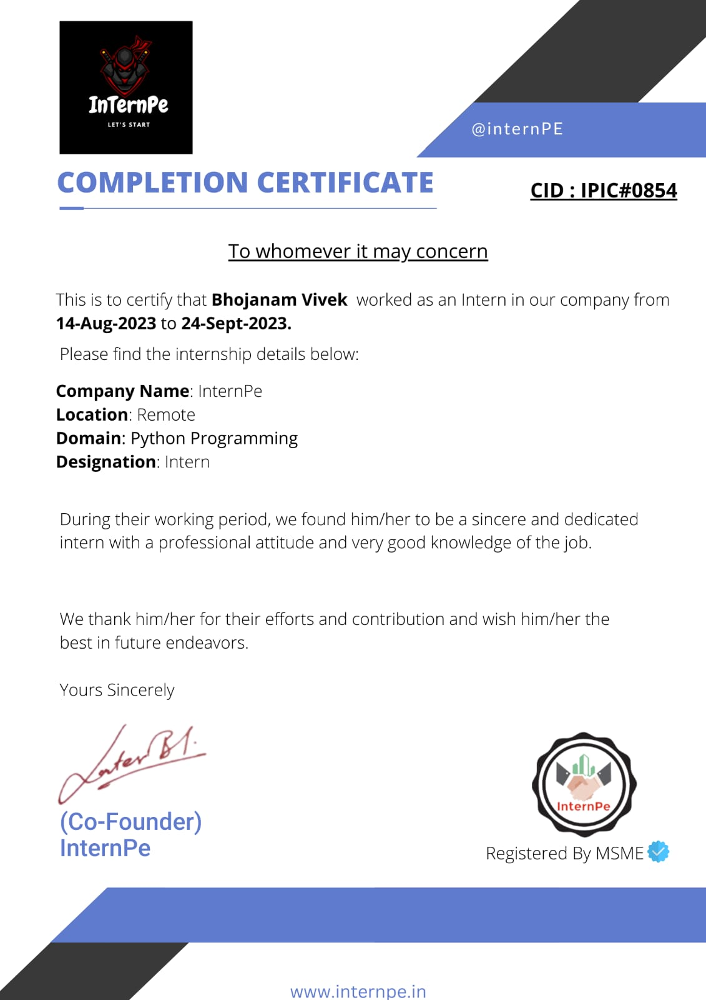 InTernPe
LET'S START
@internPE
COMPLETION CERTIFICATE
CID : IPIC#0854
To whomever it may concern
This is to certify that Bhojanam Vivek worked as an Intern in our company from
14-Aug-2023 to 24-Sept-2023.
Please find the internship details below:
Company Name: InternPe
Location: Remote
Domain: Python Programming
Designation: Intern
During their working period, we found him/her to be a sincere and dedicated
intern with a professional attitude and very good knowledge of the job.
We thank him/her for their efforts and contribution and wish him/her the
best in future endeavors.
Yours Sincerely
(Co-Founder)
InternPe
InternPe
Registered By MSME
www.internpe.in